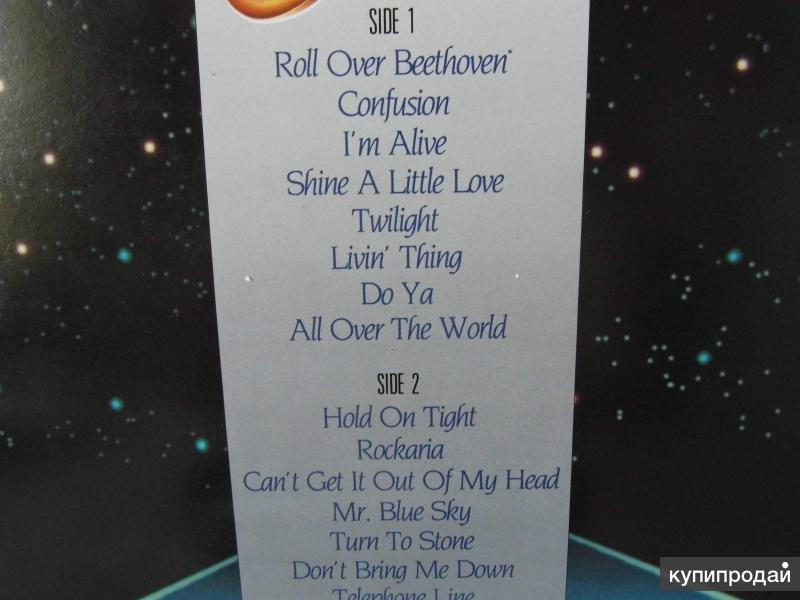 SIDE 1
Roll Over Beethoven*
Confusion
I'm Alive
Shine A Little Love
Twilight
Livin' Thing
Do Ya
All Over The World
SIDE 2
Hold On Tight
Rockaria
Can't Get It Out Of My Head
Mr. Blue Sky
Turn To Stone
Don't Bring Me Down
Telephone Line
купипродай